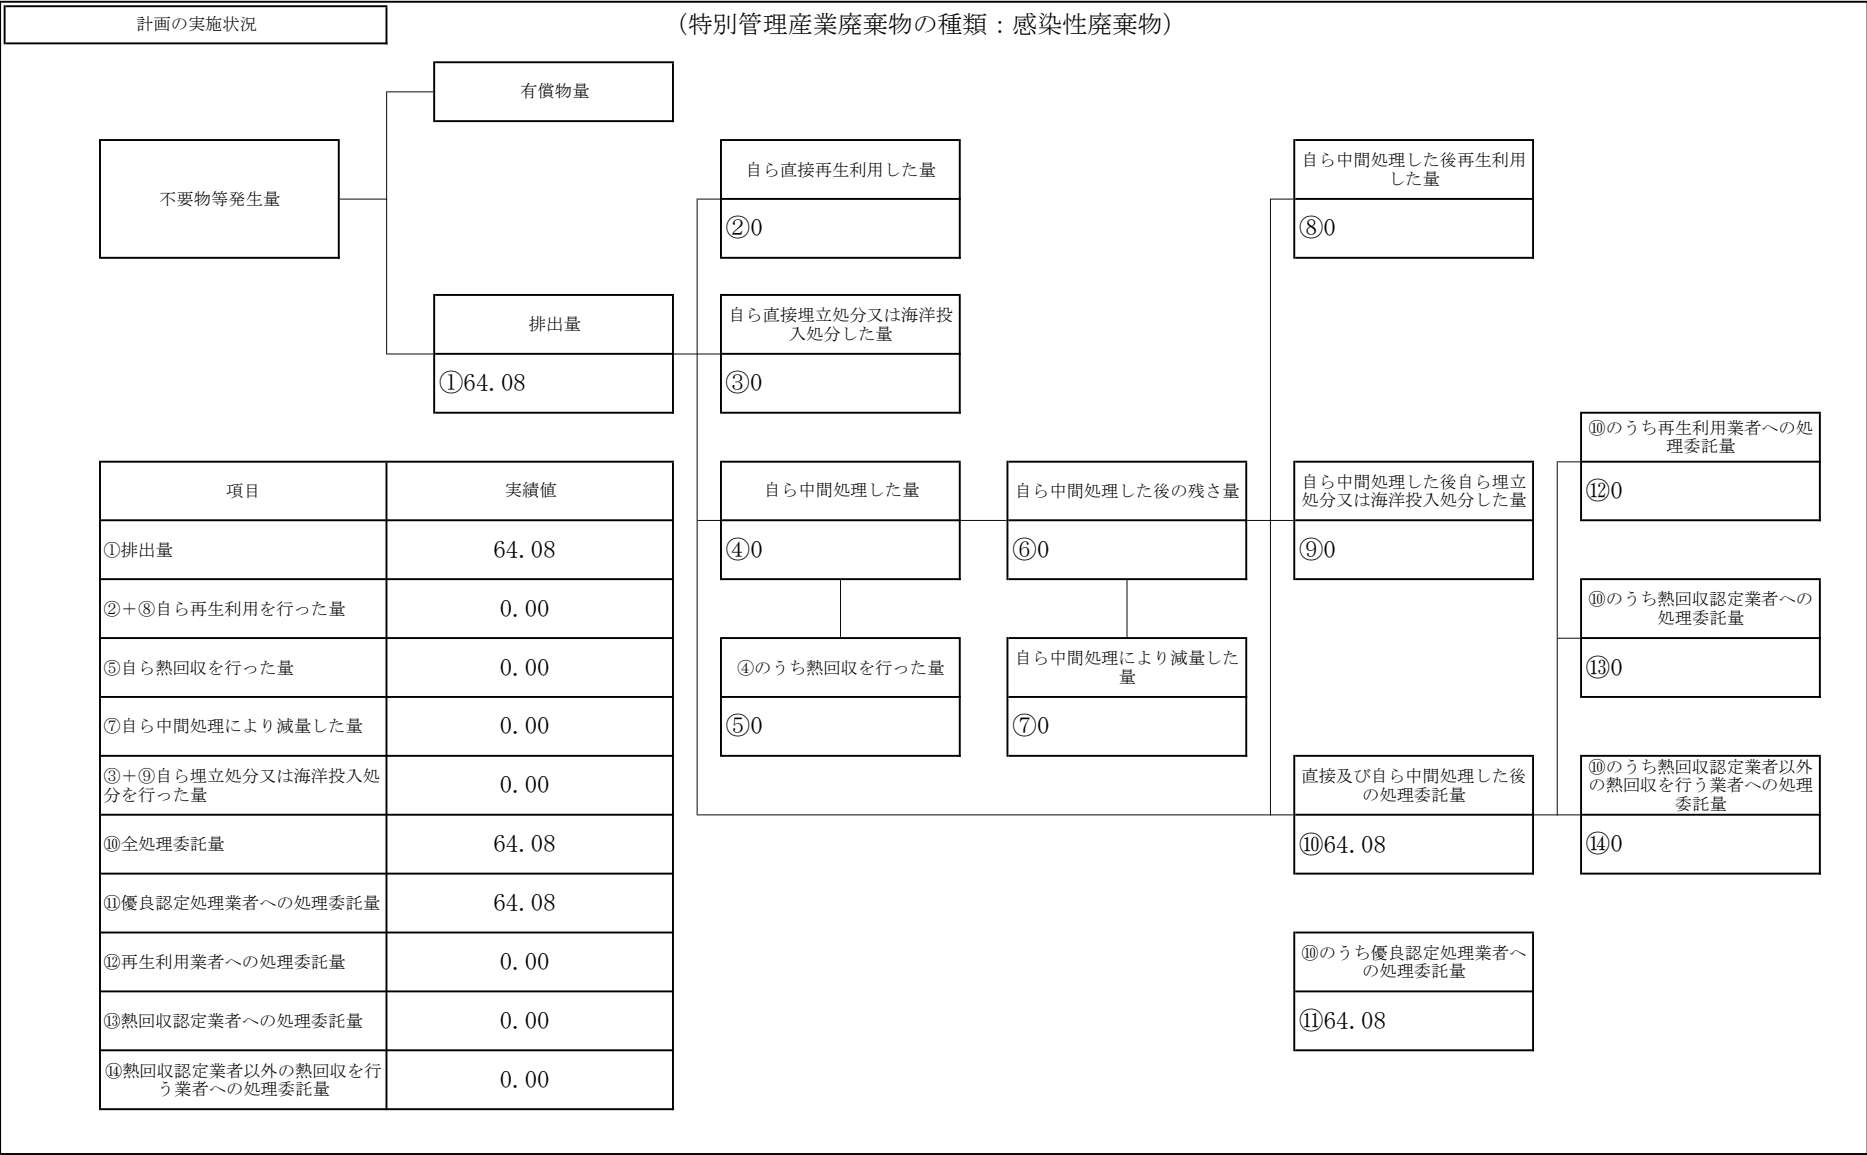 計画の実施状況
（特別管理産業廃棄物の種類：感染性廃棄物）
有償物量
不要物等発生量
自ら直接再生利用した量
②0
自ら中間処理した後再生利用
した量
⑧0
排出量
①64.08
自ら直接埋立処分又は海洋投
入処分した量
③0
⑩のうち再生利用業者への処
理委託量
⑫0
項目
実績値
①排出量
64.08
②＋⑧自ら再生利用を行った量
0.00
⑤自ら熱回収を行った量
0.00
⑦自ら中間処理により減量した量
0.00
③＋⑨自ら埋立処分又は海洋投入処
分を行った量
0.00
⑩全処理委託量
64.08
⑪優良認定処理業者への処理委託量
64.08
⑫再生利用業者への処理委託量
0.00
⑬熱回収認定業者への処理委託量
0.00
⑭熱回収認定業者以外の熱回収を行
う業者への処理委託量
0.00
自ら中間処理した量
④0
自ら中間処理した後の残さ量
⑥0
自ら中間処理した後自ら埋立
処分又は海洋投入処分した量
⑨0
④のうち熱回収を行った量
⑤0
自ら中間処理により減量した
量
⑦0
⑩のうち熱回収認定業者への
処理委託量
⑬0
直接及び自ら中間処理した後
の処理委託量
⑩64.08
⑩のうち熱回収認定業者以外
の熱回収を行う業者への処理
委託量
⑭0
⑩のうち優良認定処理業者へ
の処理委託量
⑪64.08